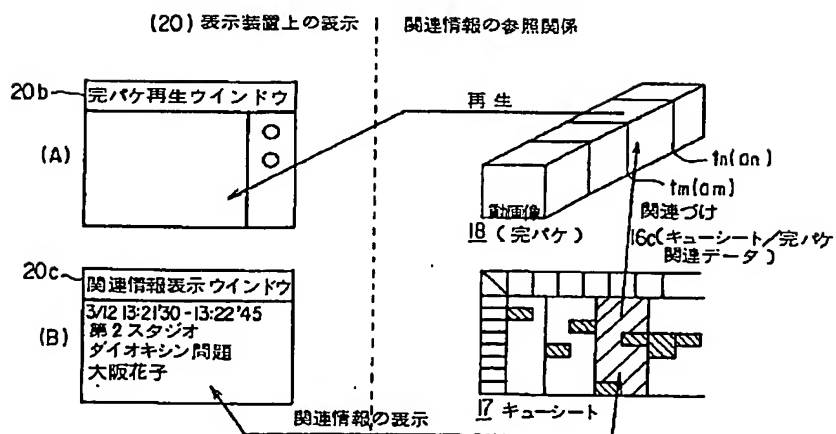 (20) 表示装置上の表示
関連情報の参照関係
20b
完パケ再生ウインドウ
(A)
再生
tn(an)
tm(am)
動画像
18 (完パケ)
関連づけ
16c(キューシート/完パケ
関連データ)
20c
関連情報表示ウインドウ
(B)
3/12 13:21'30-13:22'45
第2スタジオ
ダイオキシン問題
大阪花子
17 キューシート
関連情報の表示